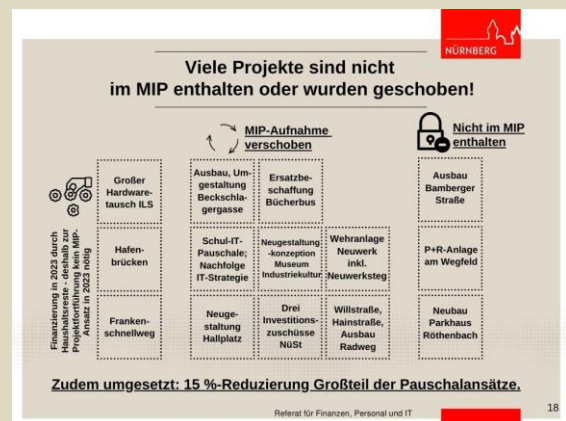 NÜRNBERG
Viele Projekte sind nicht
im MIP enthalten oder wurden geschoben!
MIP-Aufnahme
verschoben
Nicht im MIP
enthalten
Finanzierung in 2023 durch
Haushaltsreste - deshalb zur
Projektfortführung kein MIP-
Ansatz in 2023 nötig
Großer
Hardware-
tausch ILS
Hafen-
brücken
Franken-
schnellweg
Ausbau, Um-
gestaltung
Beckschla-
gergasse
Ersatzbe-
schaffung
Bücherbus
Schul-IT-
Pauschale;
Nachfolge
IT-Strategie
Neugestaltung
-konzeption
Museum
Industriekultur
Wehranlage
Neuwerk
inkl.
Neuwerksteg
Neuge-
staltung
Hallplatz
Drei
Investitions-
zuschüsse
NüSt
Willstraße,
Hainstraße,
Ausbau
Radweg
Ausbau
Bamberger
Straße
P+R-Anlage
am Wegfeld
Neubau
Parkhaus
Röthenbach
Zudem umgesetzt: 15 %-Reduzierung Großteil der Pauschalansätze.
Referat für Finanzen, Personal und IT
18